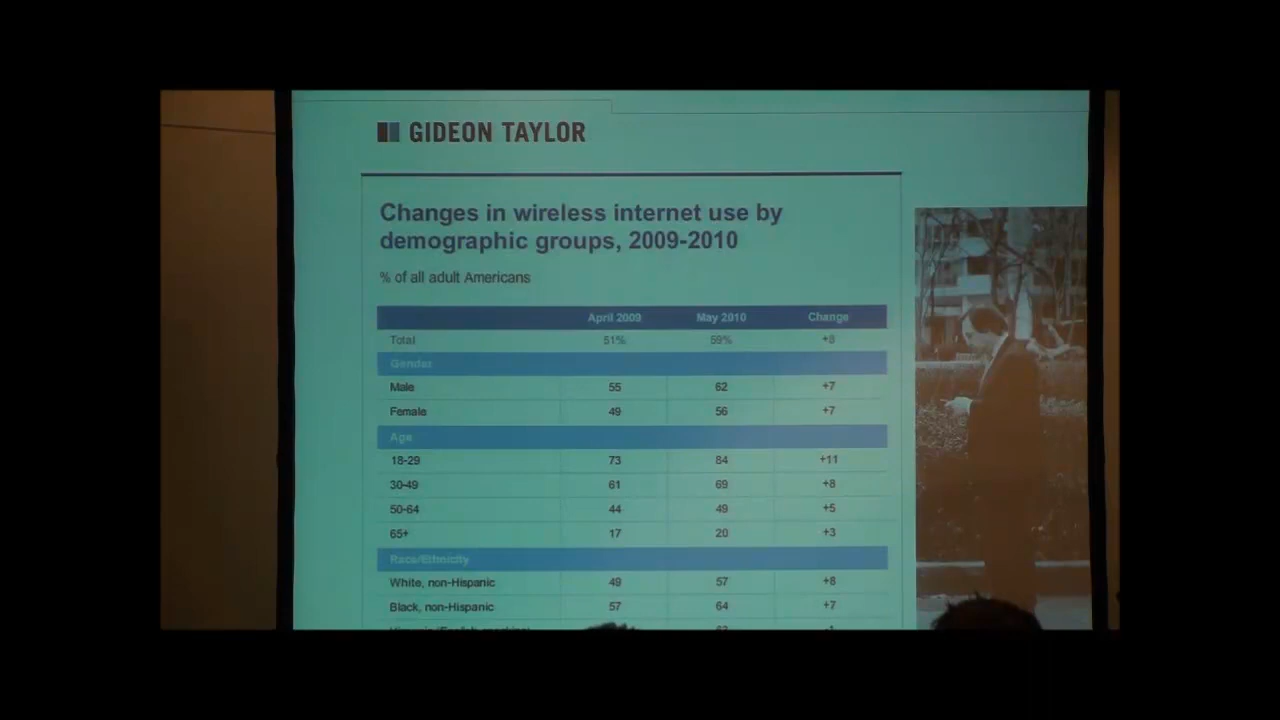 GIDEON TAYLOR
Changes in wireless internet use by
demographic groups, 2009-2010
% of all adult Americans
April 2009 May 2010 Change
Total 51% 59% +8
Gender
Male 55 62 +7
Female 49 56 +7
Age
18-29 73 84 +11
30-49 61 69 +8
50-64 44 49 +5
65+ 17 20 +3
Race/Ethnicity
White, non-Hispanic 49 57 +8
Black, non-Hispanic 57 64 +7